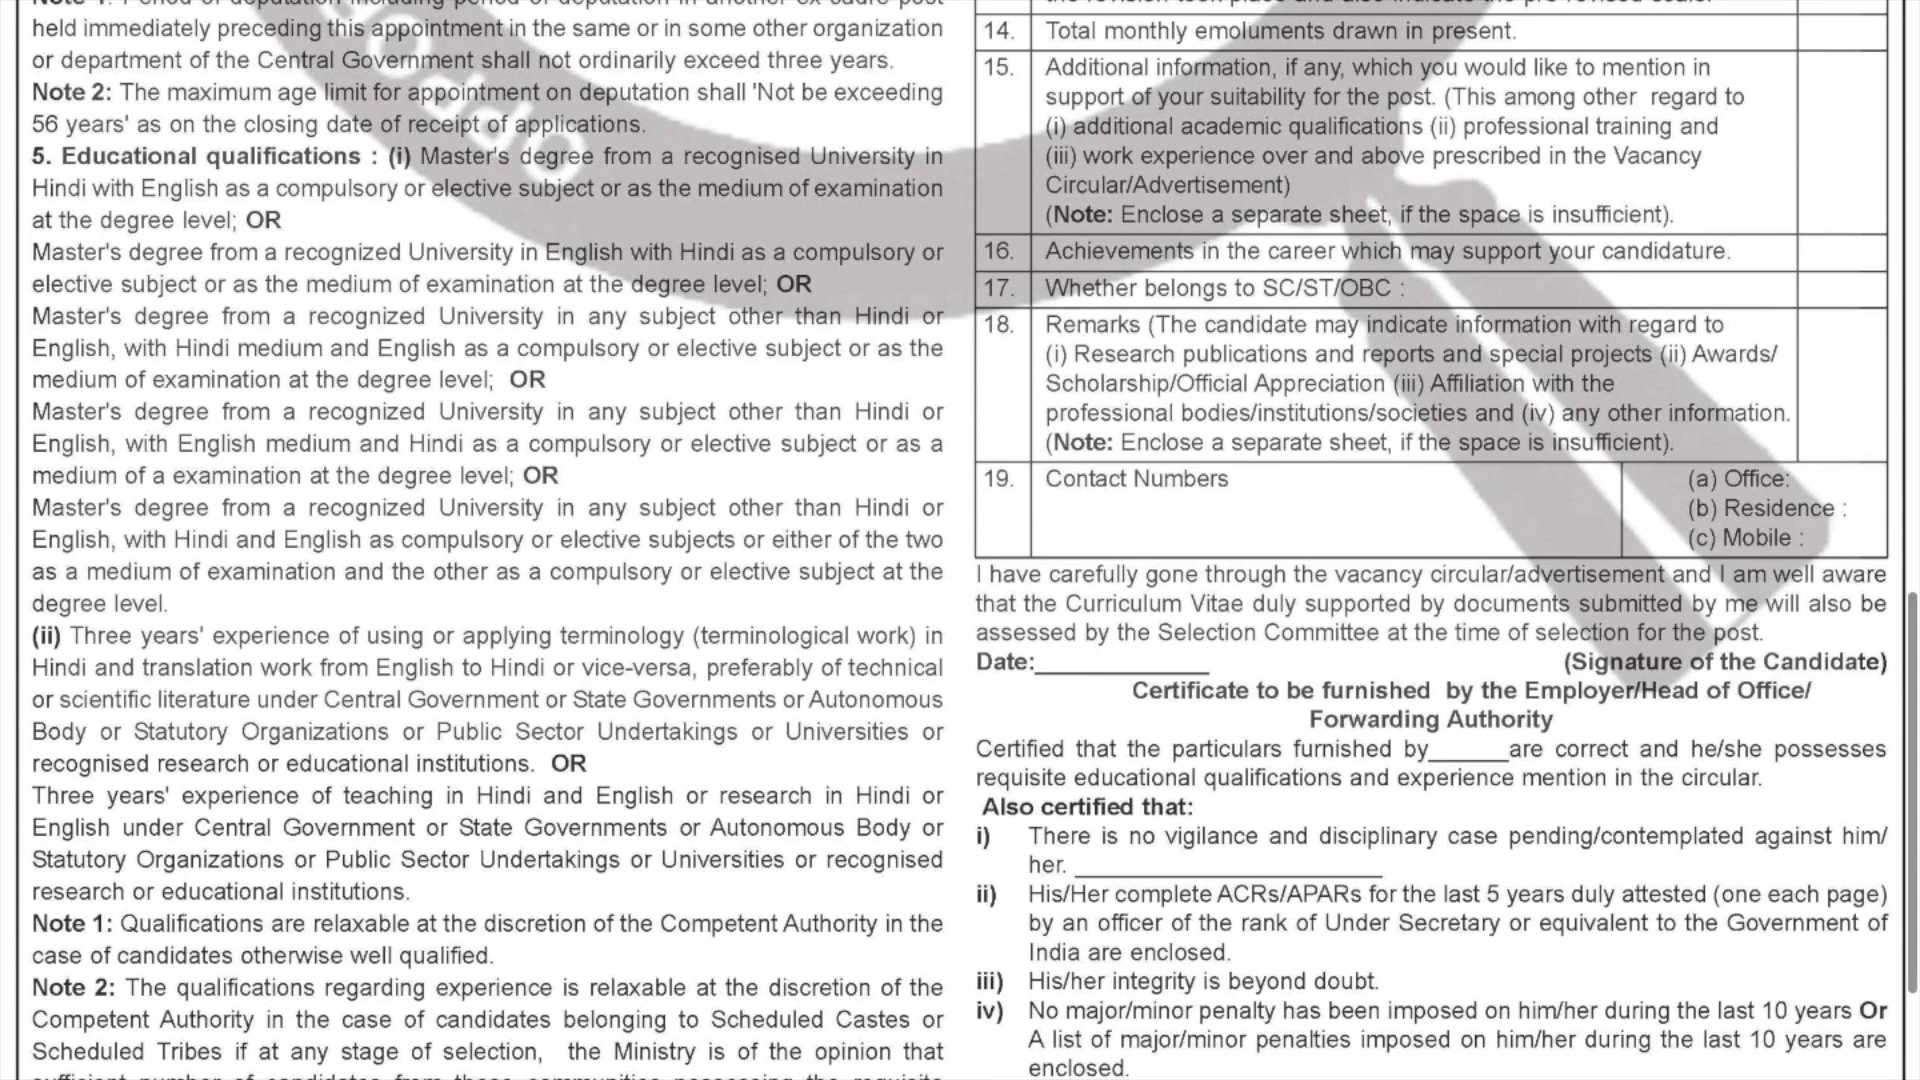 held immediately preceding this appointment in the same or in some other organization
or department of the Central Government shall not ordinarily exceed three years.
Note 2: The maximum age limit for appointment on deputation shall 'Not be exceeding
56 years' as on the closing date of receipt of applications.
5. Educational qualifications : (i) Master's degree from a recognised University in
Hindi with English as a compulsory or elective subject or as the medium of examination
at the degree level; OR
Master's degree from a recognized University in English with Hindi as a compulsory or
elective subject or as the medium of examination at the degree level; OR
Master's degree from a recognized University in any subject other than Hindi or
English, with Hindi medium and English as a compulsory or elective subject or as the
medium of examination at the degree level; OR
Master's degree from a recognized University in any subject other than Hindi or
English, with English medium and Hindi as a compulsory or elective subject or as a
medium of a examination at the degree level; OR
Master's degree from a recognized University in any subject other than Hindi or
English, with Hindi and English as compulsory or elective subjects or either of the two
as a medium of examination and the other as a compulsory or elective subject at the
degree level.
(ii) Three years' experience of using or applying terminology (terminological work) in
Hindi and translation work from English to Hindi or vice-versa, preferably of technical
or scientific literature under Central Government or State Governments or Autonomous
Body or Statutory Organizations or Public Sector Undertakings or Universities or
recognised research or educational institutions. OR
Three years' experience of teaching in Hindi and English or research in Hindi or
English under Central Government or State Governments or Autonomous Body or
Statutory Organizations or Public Sector Undertakings or Universities or recognised
research or educational institutions.
Note 1: Qualifications are relaxable at the discretion of the Competent Authority in the
case of candidates otherwise well qualified.
Note 2: The qualifications regarding experience is relaxable at the discretion of the
Competent Authority in the case of candidates belonging to Scheduled Castes or
Scheduled Tribes if at any stage of selection, the Ministry is of the opinion that
14. Total monthly emoluments drawn in present.
15. Additional information, if any, which you would like to mention in
support of your suitability for the post. (This among other regard to
(i) additional academic qualifications (ii) professional training and
(iii) work experience over and above prescribed in the Vacancy
Circular/Advertisement)
(Note: Enclose a separate sheet, if the space is insufficient).
16. Achievements in the career which may support your candidature.
17. Whether belongs to SC/ST/OBC :
18. Remarks (The candidate may indicate information with regard to
(i) Research publications and reports and special projects (ii) Awards/
Scholarship/Official Appreciation (iii) Affiliation with the
professional bodies/institutions/societies and (iv) any other information.
(Note: Enclose a separate sheet, if the space is insufficient).
19. Contact Numbers (a) Office:
(b) Residence :
(c) Mobile :
I have carefully gone through the vacancy circular/advertisement and I am well aware
that the Curriculum Vitae duly supported by documents submitted by me will also be
assessed by the Selection Committee at the time of selection for the post.
Date:_____________ (Signature of the Candidate)
Certificate to be furnished by the Employer/Head of Office/
Forwarding Authority
Certified that the particulars furnished by______are correct and he/she possesses
requisite educational qualifications and experience mention in the circular.
Also certified that:
i) There is no vigilance and disciplinary case pending/contemplated against him/
her. _______________________
ii) His/Her complete ACRs/APARs for the last 5 years duly attested (one each page)
by an officer of the rank of Under Secretary or equivalent to the Government of
India are enclosed.
iii) His/her integrity is beyond doubt.
iv) No major/minor penalty has been imposed on him/her during the last 10 years Or
A list of major/minor penalties imposed on him/her during the last 10 years are
enclosed.